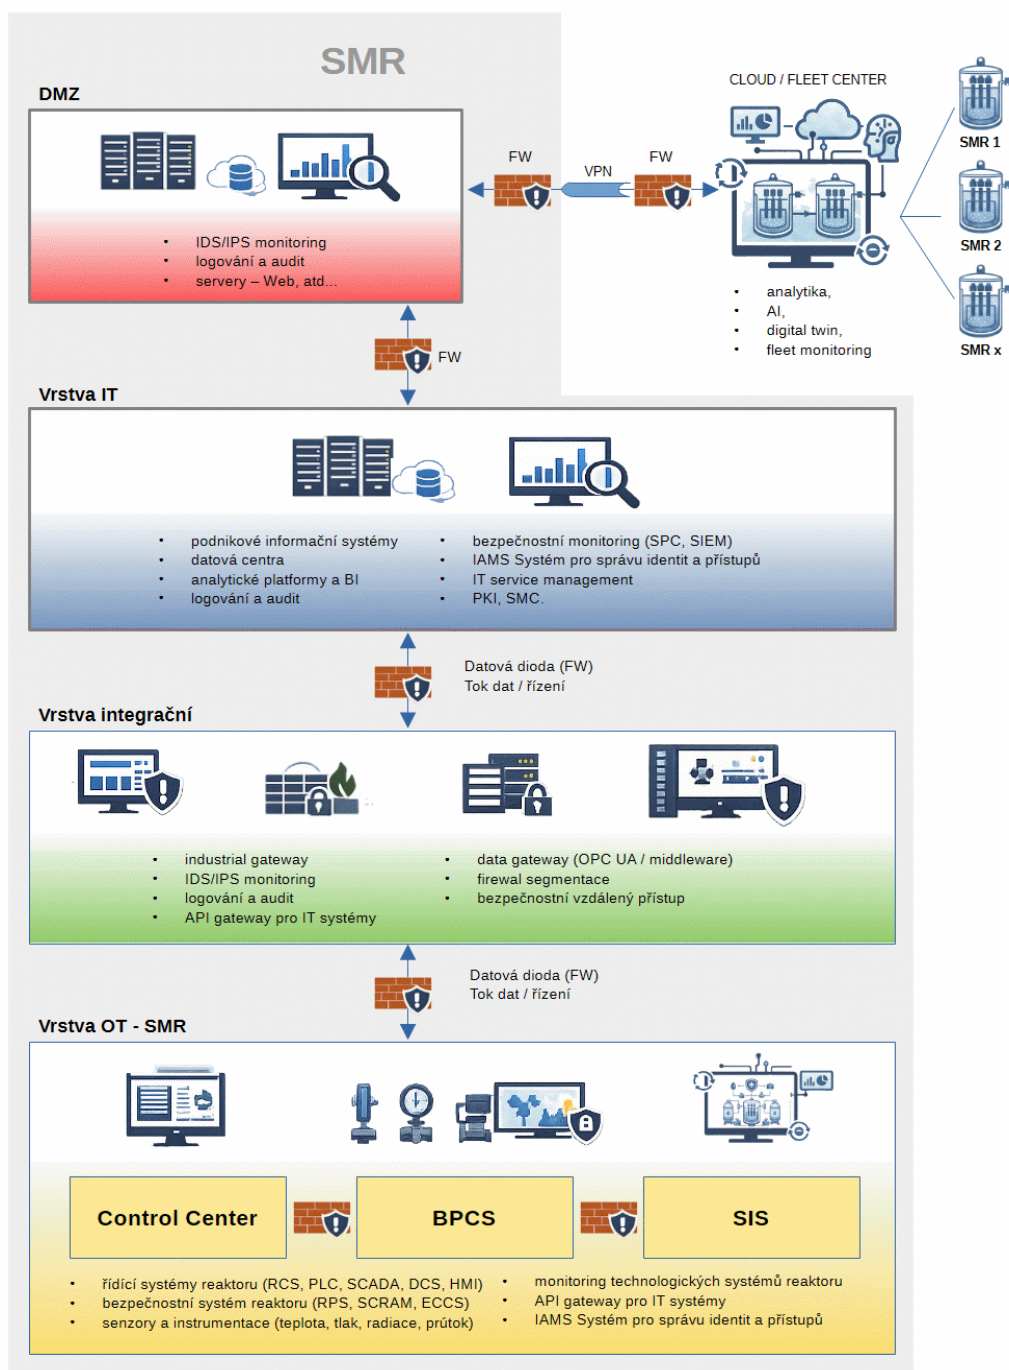 SMR
DMZ
IDS/IPS monitoring
logování a audit
servery – Web, atd...
FW
VPN
FW
CLOUD / FLEET CENTER
analytika,
AI,
digital twin,
fleet monitoring
SMR 1
SMR 2
SMR x
FW
Vrstva IT
podnikové informační systémy
datová centra
analytické platformy a BI
logování a audit
bezpečnostní monitoring (SPC, SIEM)
IAMS Systém pro správu identit a přístupů
IT service management
PKI, SMC.
Datová dioda (FW)
Tok dat / řízení
Vrstva integrační
industrial gateway
IDS/IPS monitoring
logování a audit
API gateway pro IT systémy
data gateway (OPC UA / middleware)
firewal segmentace
bezpečnostní vzdálený přístup
Datová dioda (FW)
Tok dat / řízení
Vrstva OT - SMR
Control Center
BPCS
SIS
řídící systémy reaktoru (RCS, PLC, SCADA, DCS, HMI)
bezpečnostní systém reaktoru (RPS, SCRAM, ECCS)
senzory a instrumentace (teplota, tlak, radiace, prútok)
monitoring technologických systémů reaktoru
API gateway pro IT systémy
IAMS Systém pro správu identit a přístupů